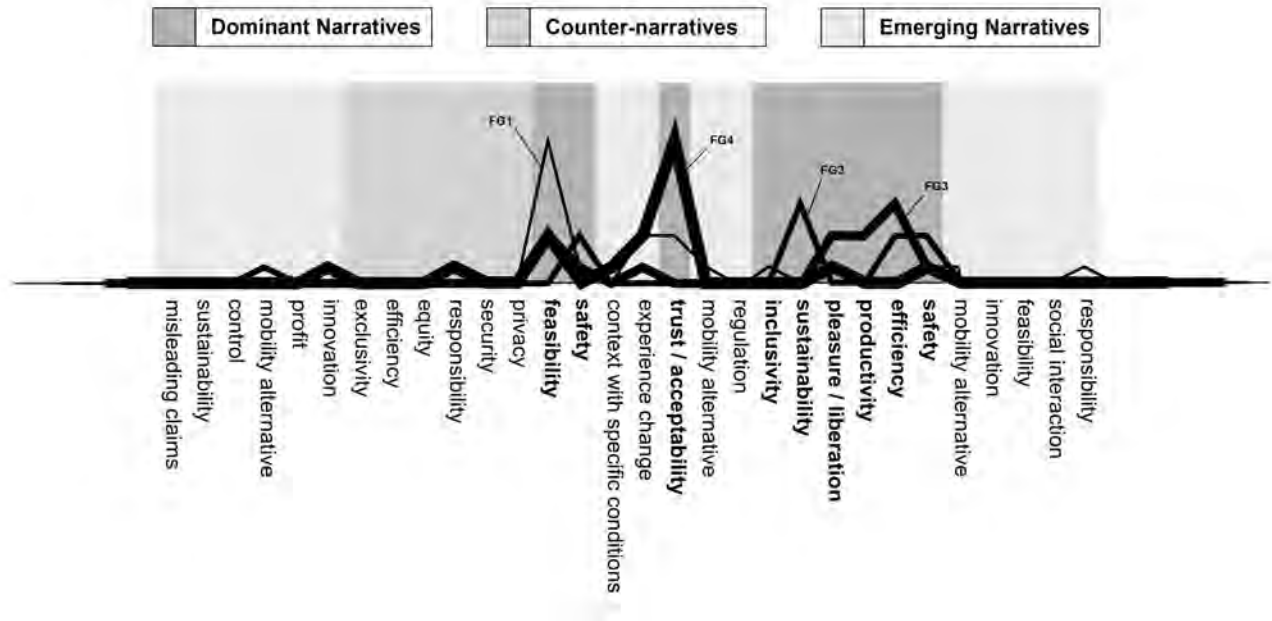 Dominant Narratives
Counter-narratives
Emerging Narratives
FG1
FG4
FG3
FG3
misleading claims
sustainability
control
mobility alternative
profit
innovation
exclusivity
efficiency
equity
responsibility
security
privacy
feasibility
safety
context with specific conditions
experience change
trust / acceptability
mobility alternative
regulation
inclusivity
sustainability
pleasure / liberation
productivity
efficiency
safety
mobility alternative
innovation
feasibility
social interaction
responsibility